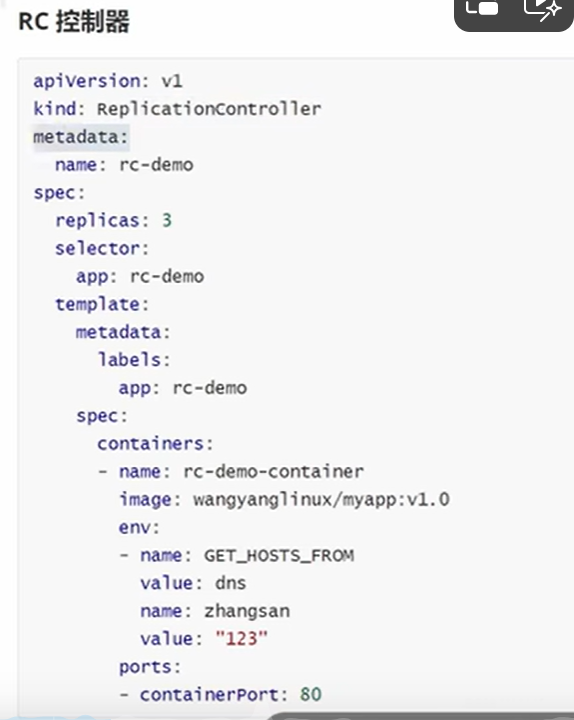 RC 控制器
apiVersion: v1
kind: ReplicationController
metadata:
  name: rc-demo
spec:
  replicas: 3
  selector:
    app: rc-demo
  template:
    metadata:
      labels:
        app: rc-demo
    spec:
      containers:
      - name: rc-demo-container
        image: wangyanglinux/myapp:v1.0
        env:
        - name: GET_HOSTS_FROM
          value: dns
          name: zhangsan
          value: "123"
        ports:
        - containerPort: 80